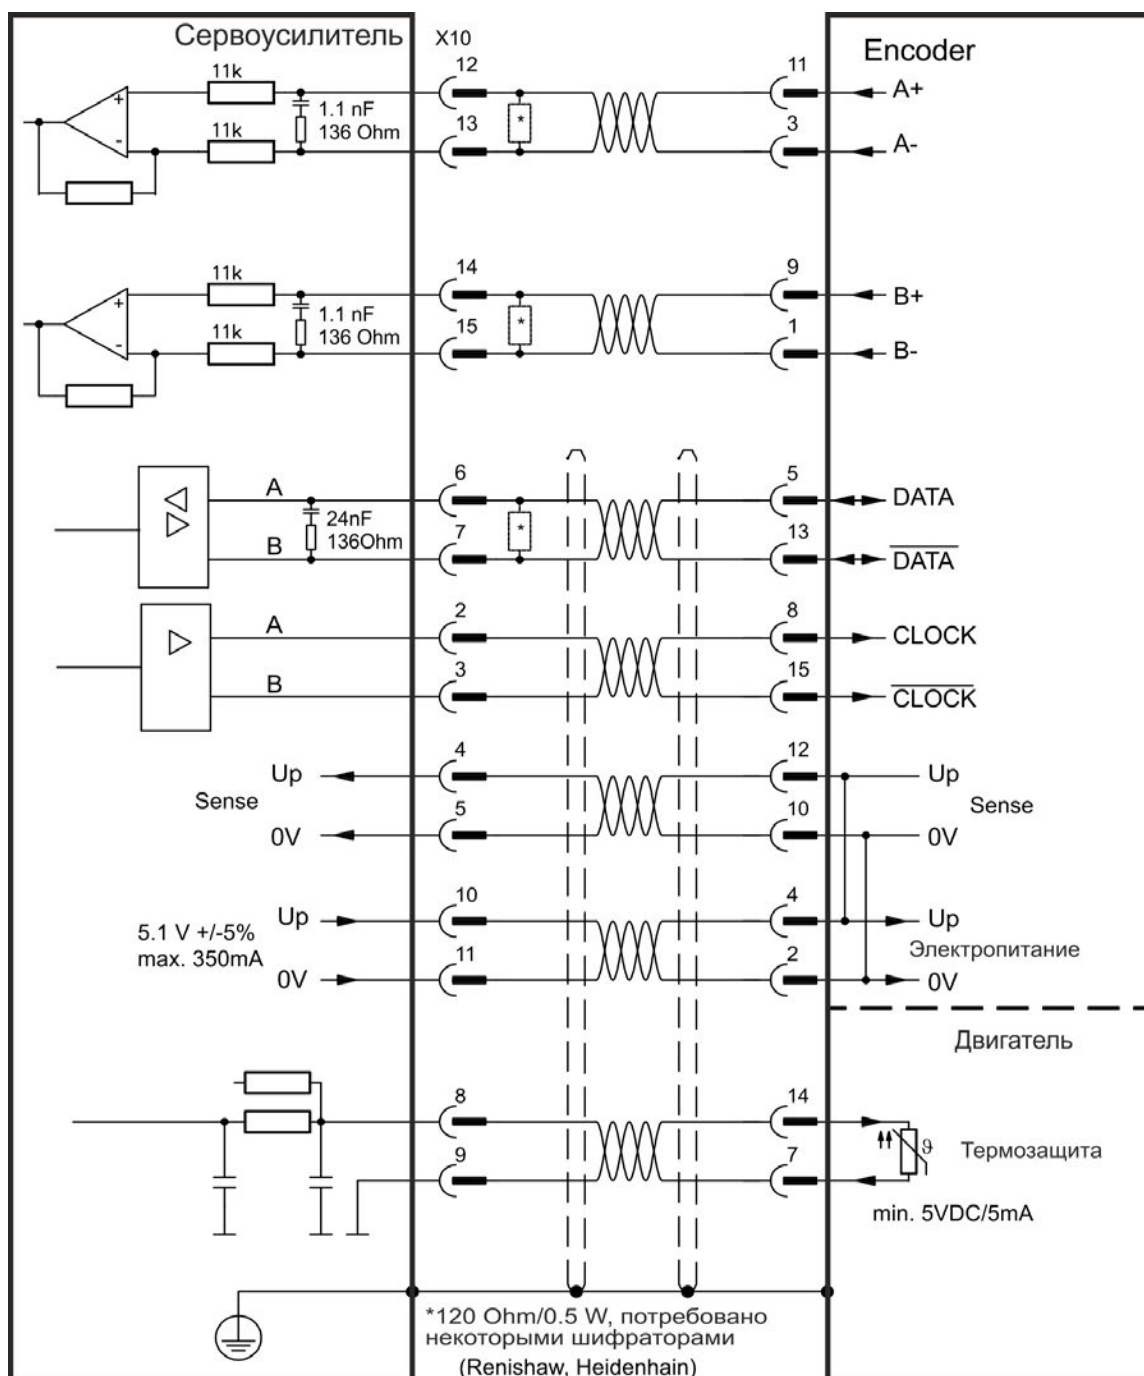 Сервоусилитель X10 Encoder
11k 12 11 A+
+ 1.1 nF
136 Ohm *
11k 13 3 A-
-
11k 14 9 B+
+ 1.1 nF
136 Ohm *
11k 15 1 B-
-
A 6 5 DATA
24nF
136Ohm *
B 7 13 DATA
A 2 8 CLOCK
B 3 15 CLOCK
Up 4 12 Up
Sense Sense
0V 5 10 0V
Up 10 4 Up
5.1 V +/-5%
max. 350mA Электропитание
0V 11 2 0V
Двигатель
8 14
ϑ Термозащита
9 7
min. 5VDC/5mA
*120 Ohm/0.5 W, потребовано
некоторыми шифраторами
(Renishaw, Heidenhain)